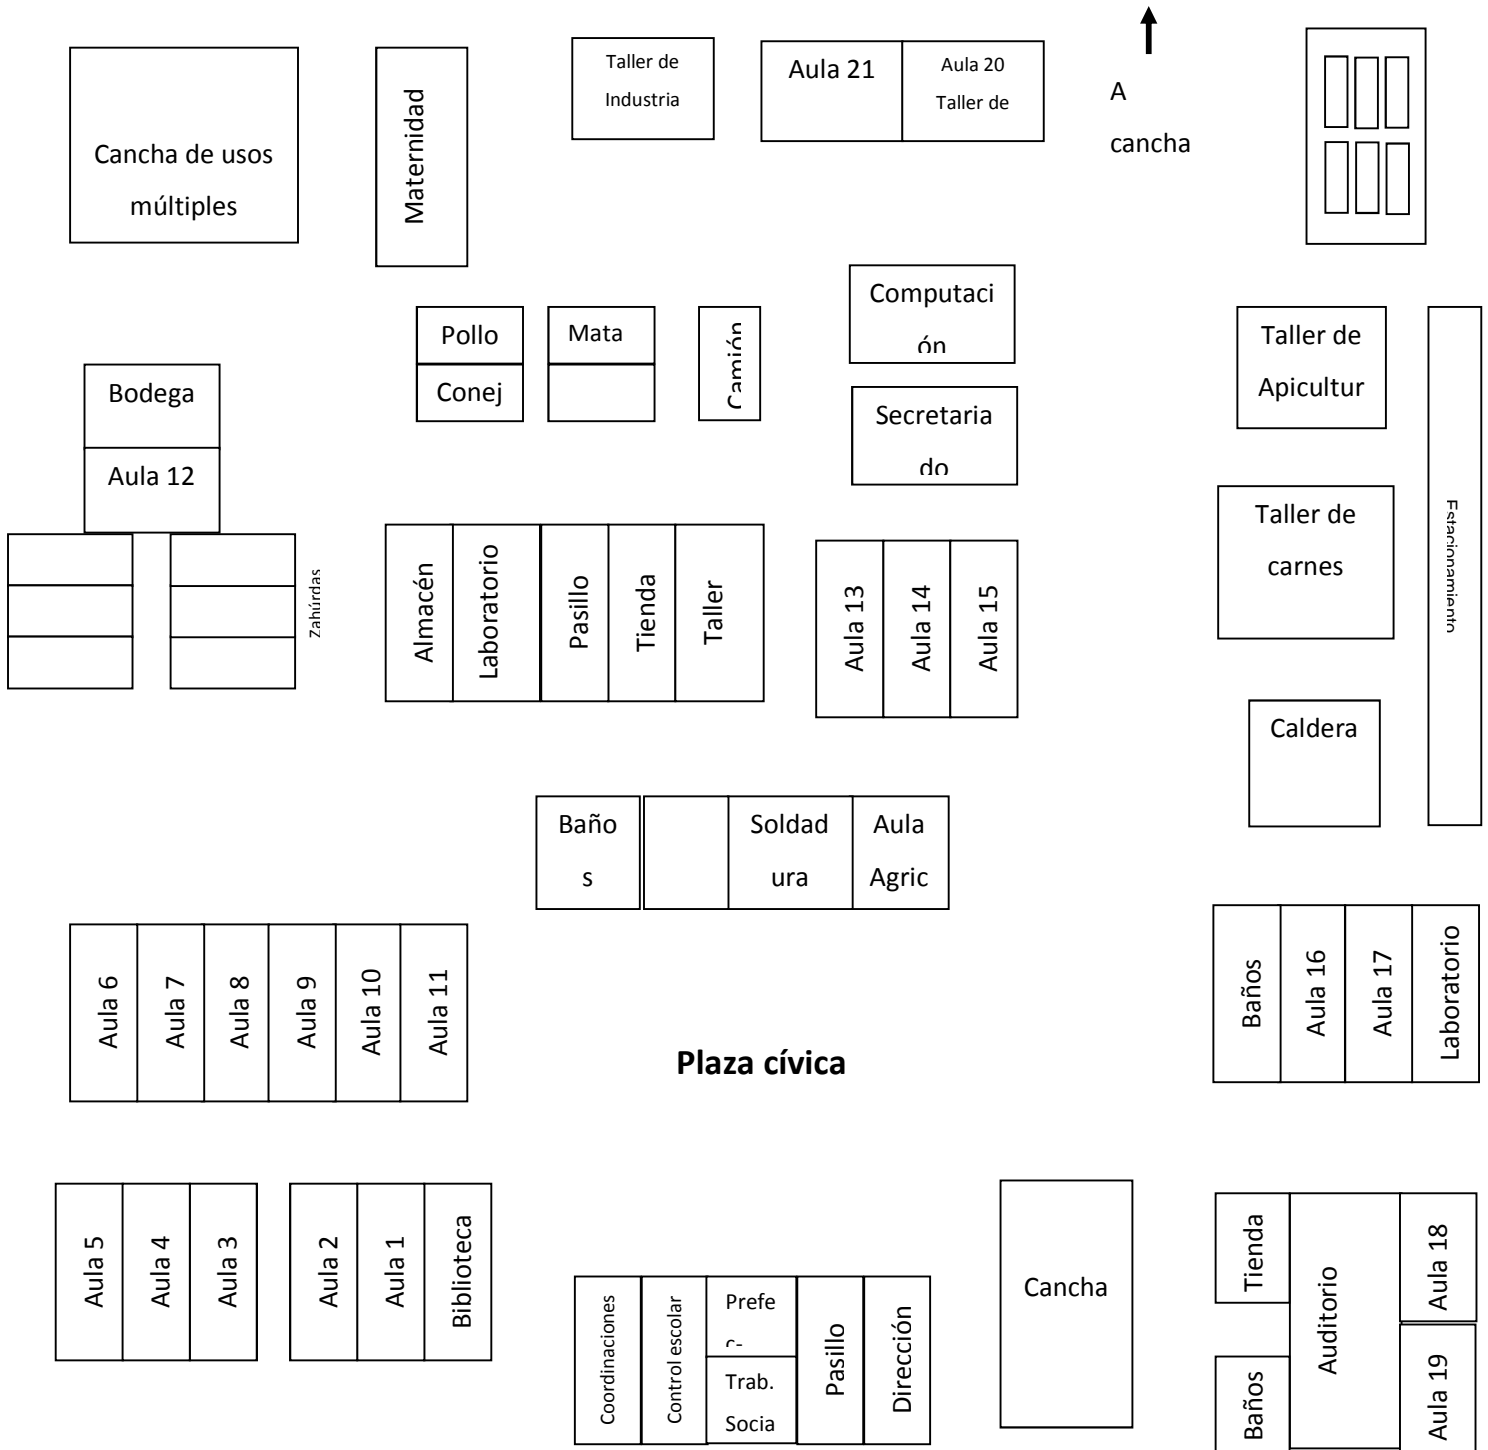 Cancha de usos
múltiples
Maternidad
Taller de
Industria
Aula 21
Aula 20
Taller de
A
cancha
Pollo
Conej
Mata
Camión
Computaci
ón
Secretaria
do
Taller de
Apicultur
Estacionamiento
Bodega
Aula 12
Zahúrdas
Almacén
Laboratorio
Pasillo
Tienda
Taller
Aula 13
Aula 14
Aula 15
Taller de
carnes
Caldera
Baño
s
Soldad
ura
Aula
Agric
Aula 6
Aula 7
Aula 8
Aula 9
Aula 10
Aula 11
Plaza cívica
Baños
Aula 16
Aula 17
Laboratorio
Aula 5
Aula 4
Aula 3
Aula 2
Aula 1
Biblioteca
Coordinaciones
Control escolar
Prefe
c-
Trab.
Socia
Pasillo
Dirección
Cancha
Tienda
Baños
Auditorio
Aula 18
Aula 19